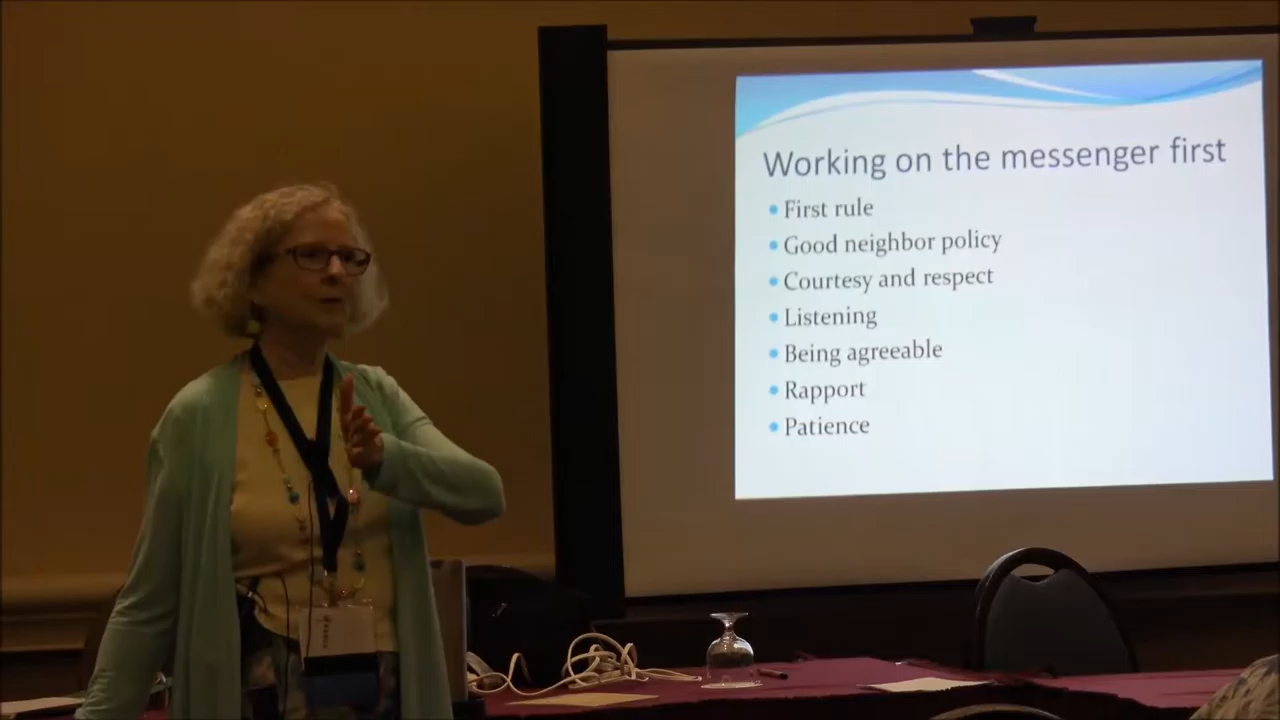 Working on the messenger first
First rule
Good neighbor policy
Courtesy and respect
Listening
Being agreeable
Rapport
Patience